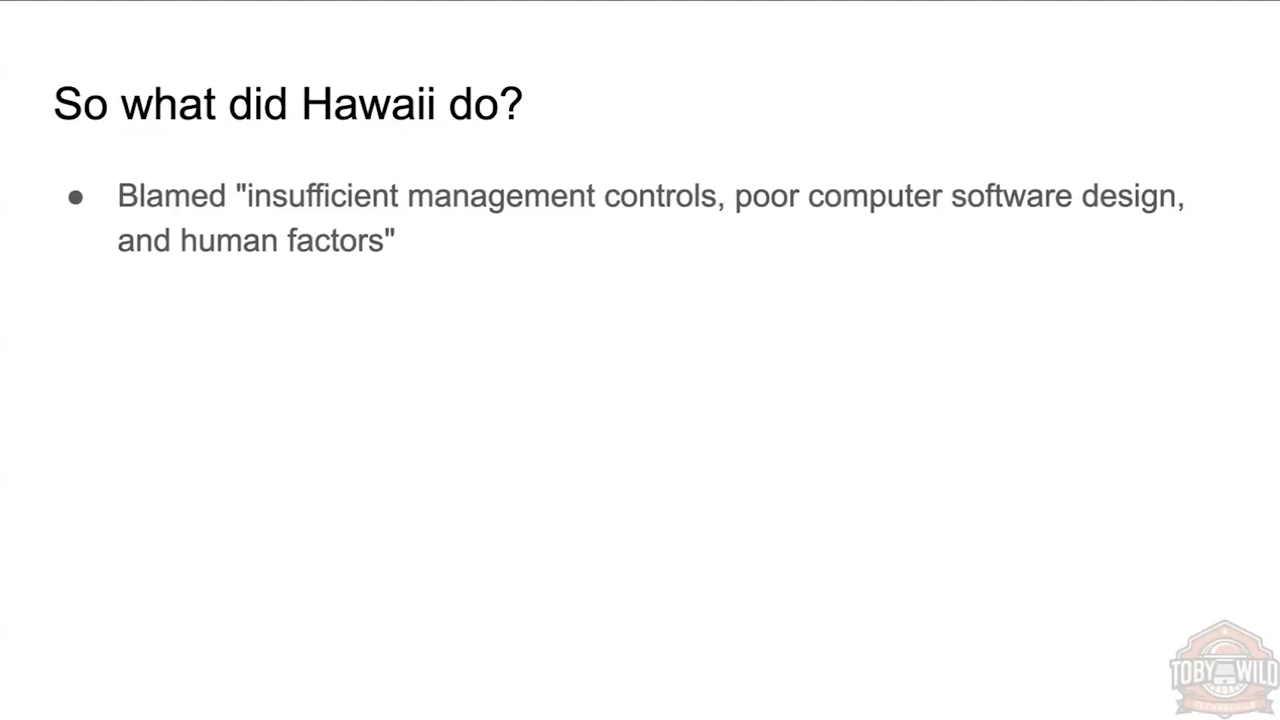 So what did Hawaii do?
● Blamed "insufficient management controls, poor computer software design,
and human factors"
TOBY WILD